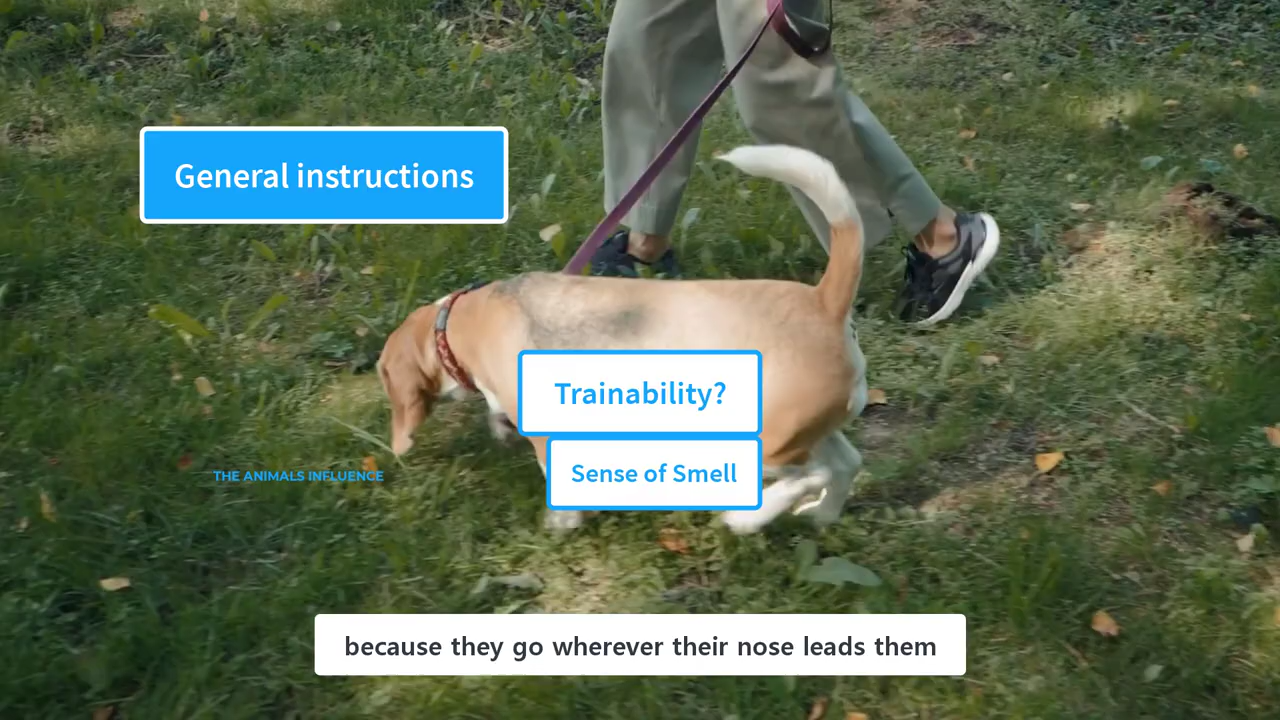 General instructions
Trainability?
Sense of Smell
THE ANIMALS INFLUENCE
because they go wherever their nose leads them